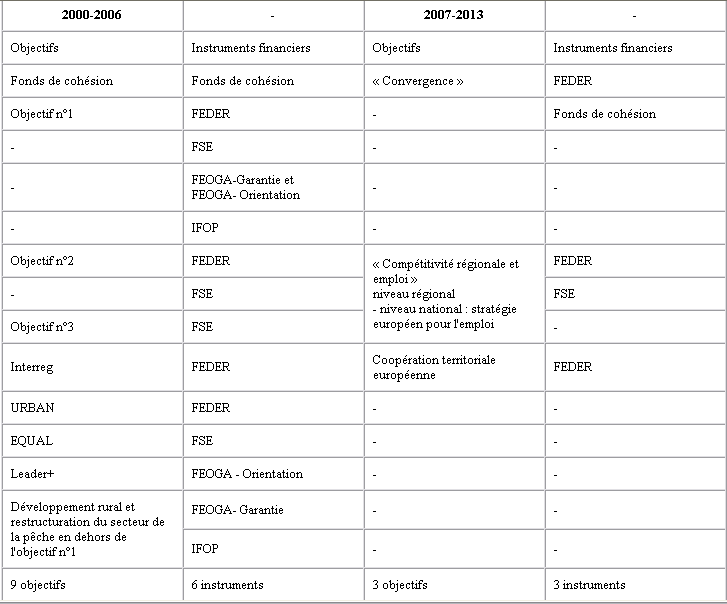 2000-2006 - 2007-2013 -
Objectifs Instruments financiers Objectifs Instruments financiers
Fonds de cohésion Fonds de cohésion « Convergence » FEDER
Objectif n°1 FEDER - Fonds de cohésion
- FSE - -
- FEOGA-Garantie et
FEOGA- Orientation - -
- IFOP - -
Objectif n°2 FEDER « Compétitivité régionale et
emploi »
niveau régional
- niveau national : stratégie
européen pour l'emploi FEDER
- FSE FSE
Objectif n°3 FSE -
Interreg FEDER Coopération territoriale
européenne FEDER
URBAN FEDER - -
EQUAL FSE - -
Leader+ FEOGA - Orientation - -
Développement rural et
restructuration du secteur de
la pêche en dehors de
l'objectif n°1 FEOGA- Garantie - -
IFOP - -
9 objectifs 6 instruments 3 objectifs 3 instruments